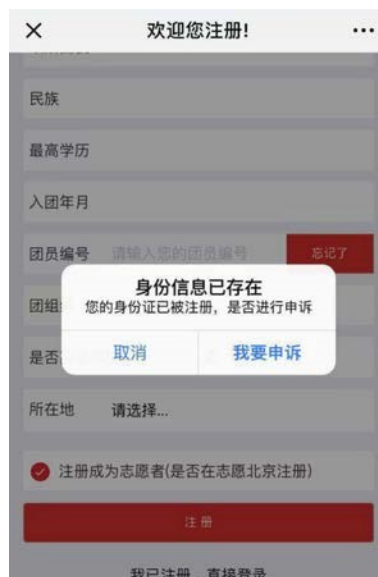 欢迎您注册!
民族
最高学历
入团年月
团员编号 请输入您的团员编号 忘记了
身份信息已存在
团组
您的身份证已被注册，是否进行申诉
取消 我要申诉
是否
所在地 请选择...
注册成为志愿者(是否在志愿北京注册)
注 册
我已注册，直接登录